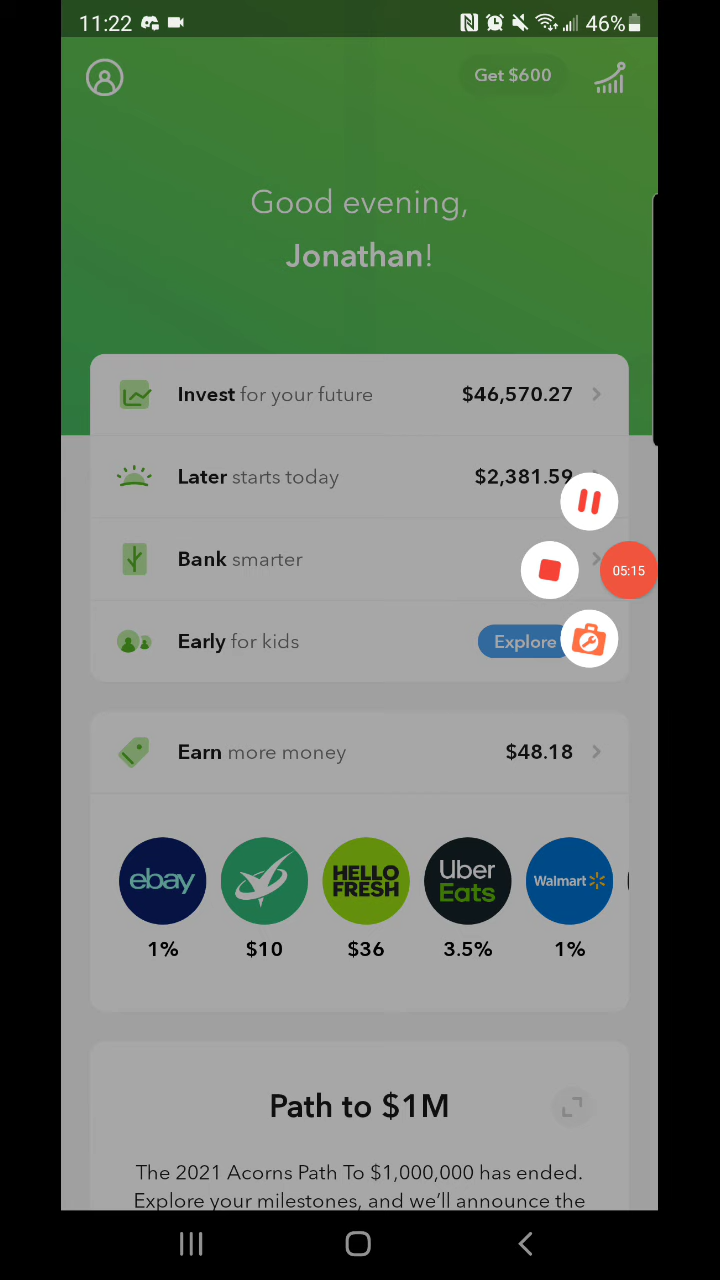 11:22 46%
Get $600
Good evening,
Jonathan!
Invest for your future $46,570.27
Later starts today $2,381.59
Bank smarter
05:15
Early for kids Explore
Earn more money $48.18
ebay HELLO FRESH Uber Eats Walmart
1% $10 $36 3.5% 1%
Path to $1M
The 2021 Acorns Path To $1,000,000 has ended.
Explore your milestones, and we'll announce the